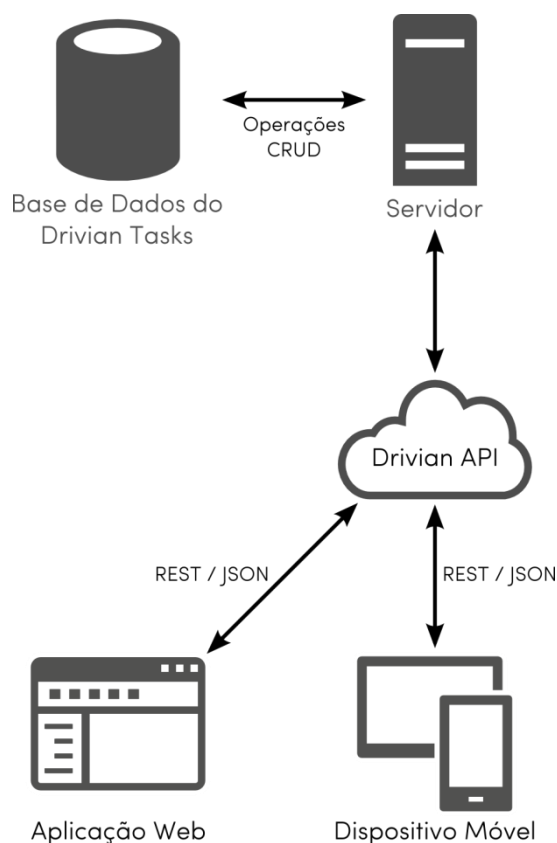 Operações
CRUD
Base de Dados do
Drivian Tasks
Servidor
Drivian API
REST / JSON
REST / JSON
Aplicação Web
Dispositivo Móvel